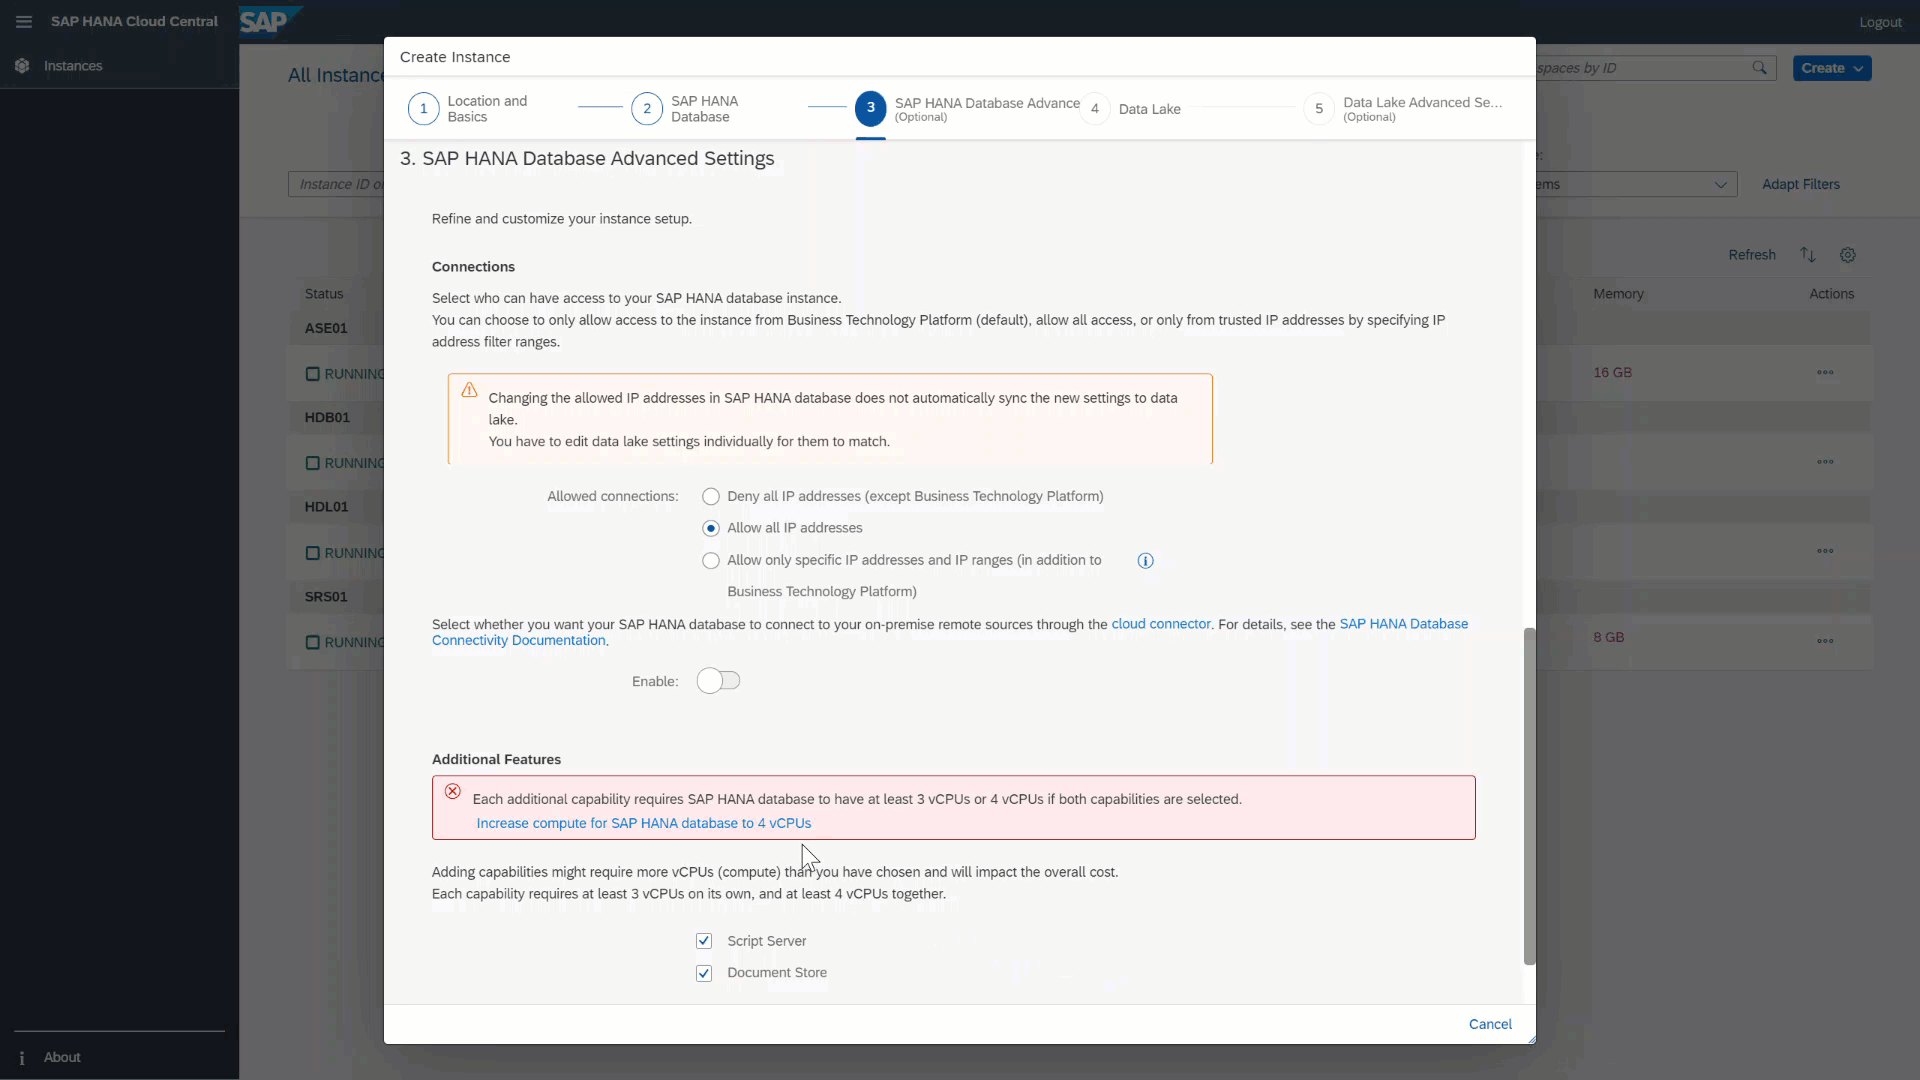 SAP HANA Cloud Central
SAP
Logout
Instances
All Instance
spaces by ID
Create
Create Instance
1
Location and
Basics
2
SAP HANA
Database
3
SAP HANA Database Advance
(Optional)
4
Data Lake
5
Data Lake Advanced Se...
(Optional)
3. SAP HANA Database Advanced Settings
Instance ID o
ems
Adapt Filters
Refine and customize your instance setup.
Refresh
Connections
Status
Memory
Actions
Select who can have access to your SAP HANA database instance.
You can choose to only allow access to the instance from Business Technology Platform (default), allow all access, or only from trusted IP addresses by specifying IP
address filter ranges.
ASE01
RUNNING
16 GB
Changing the allowed IP addresses in SAP HANA database does not automatically sync the new settings to data
lake.
You have to edit data lake settings individually for them to match.
HDB01
RUNNING
Allowed connections:
Deny all IP addresses (except Business Technology Platform)
HDL01
Allow all IP addresses
RUNNING
Allow only specific IP addresses and IP ranges (in addition to
Business Technology Platform)
SRS01
Select whether you want your SAP HANA database to connect to your on-premise remote sources through the cloud connector. For details, see the SAP HANA Database
Connectivity Documentation.
RUNNING
8 GB
Enable:
Additional Features
Each additional capability requires SAP HANA database to have at least 3 vCPUs or 4 vCPUs if both capabilities are selected.
Increase compute for SAP HANA database to 4 vCPUs
Adding capabilities might require more vCPUs (compute) than you have chosen and will impact the overall cost.
Each capability requires at least 3 vCPUs on its own, and at least 4 vCPUs together.
Script Server
Document Store
Cancel
About